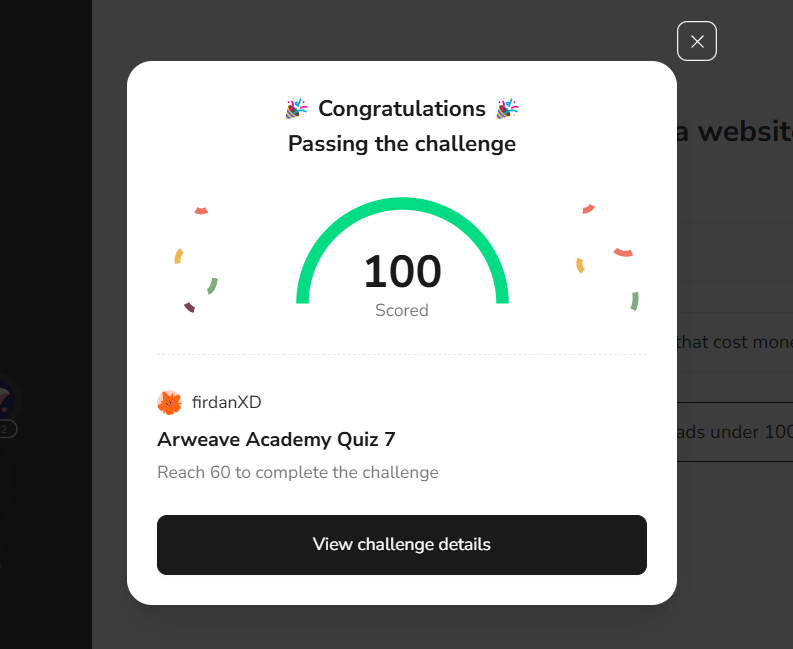 🎉 Congratulations 🎉
Passing the challenge
a websit
100
Scored
that cost mone
firdanXD
ads under 100
Arweave Academy Quiz 7
Reach 60 to complete the challenge
View challenge details
2